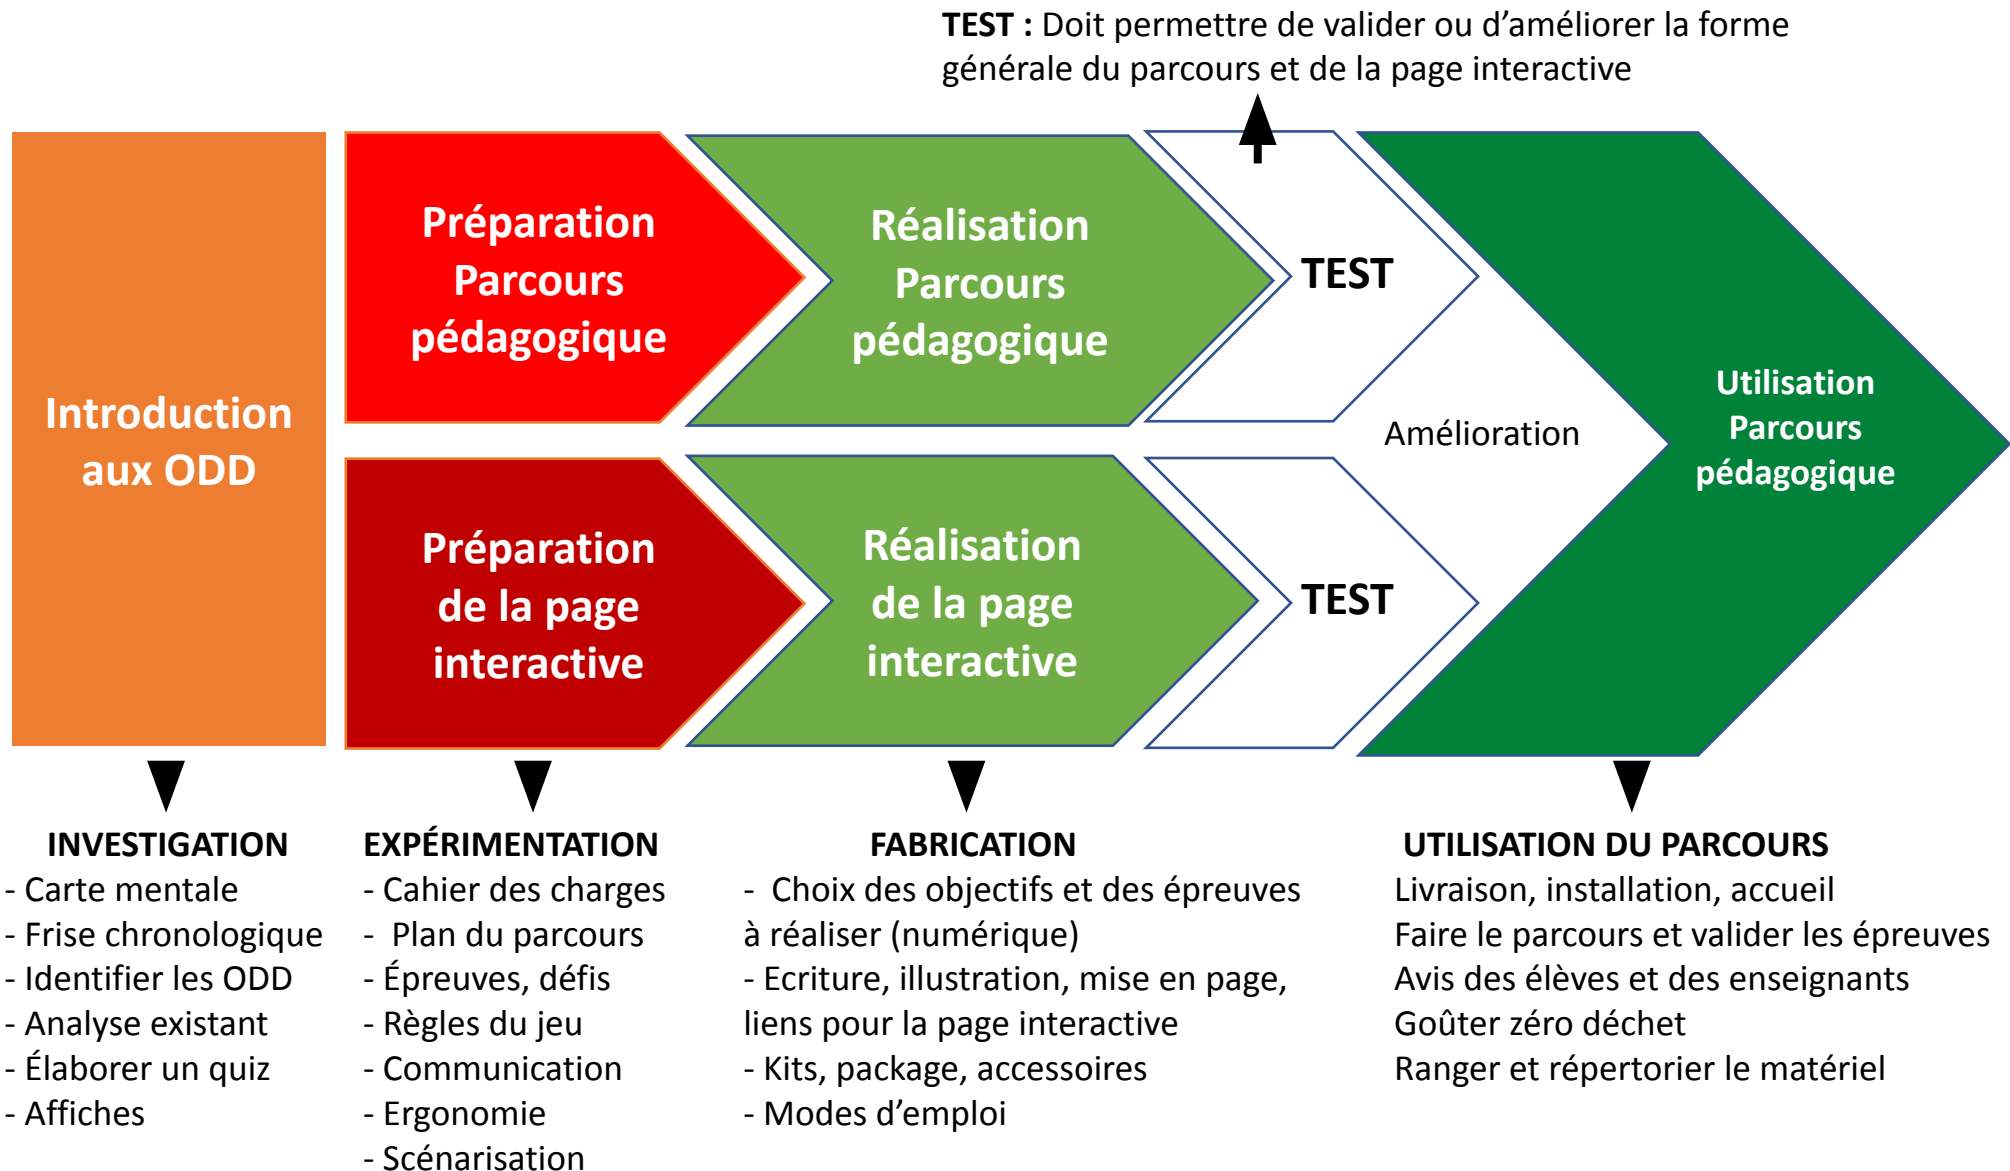 TEST : Doit permettre de valider ou d’améliorer la forme
générale du parcours et de la page interactive
Introduction
aux ODD
Préparation
Parcours
pédagogique
Réalisation
Parcours
pédagogique
TEST
Préparation
de la page
interactive
Réalisation
de la page
interactive
TEST
Amélioration
Utilisation
Parcours
pédagogique
INVESTIGATION
- Carte mentale
- Frise chronologique
- Identifier les ODD
- Analyse existant
- Élaborer un quiz
- Affiches
EXPÉRIMENTATION
- Cahier des charges
- Plan du parcours
- Épreuves, défis
- Règles du jeu
- Communication
- Ergonomie
- Scénarisation
FABRICATION
- Choix des objectifs et des épreuves
à réaliser (numérique)
- Ecriture, illustration, mise en page,
liens pour la page interactive
- Kits, package, accessoires
- Modes d’emploi
UTILISATION DU PARCOURS
Livraison, installation, accueil
Faire le parcours et valider les épreuves
Avis des élèves et des enseignants
Goûter zéro déchet
Ranger et répertorier le matériel